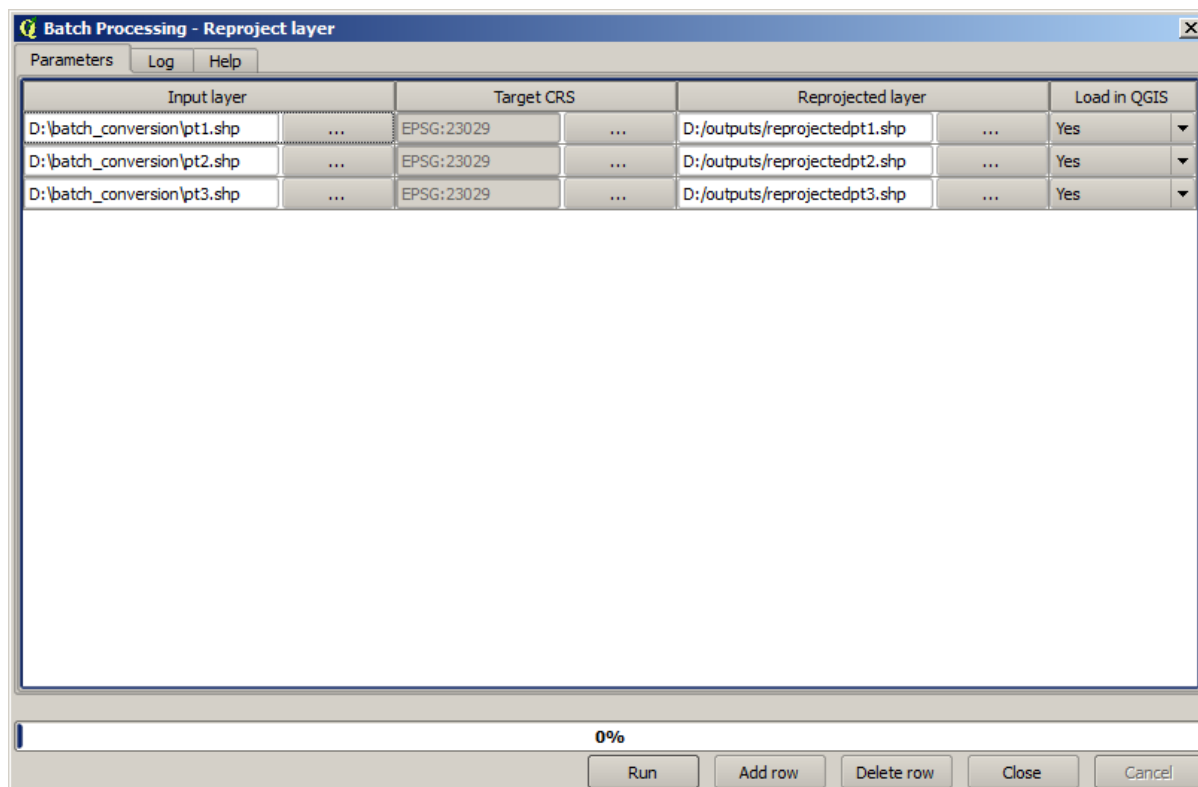 Batch Processing - Reproject layer
Parameters Log Help
Input layer Target CRS Reprojected layer Load in QGIS
D:\batch_conversion\pt1.shp ... EPSG:23029 ... D:/outputs/reprojectedpt1.shp ... Yes
D:\batch_conversion\pt2.shp ... EPSG:23029 ... D:/outputs/reprojectedpt2.shp ... Yes
D:\batch_conversion\pt3.shp ... EPSG:23029 ... D:/outputs/reprojectedpt3.shp ... Yes
0%
Run Add row Delete row Close Cancel